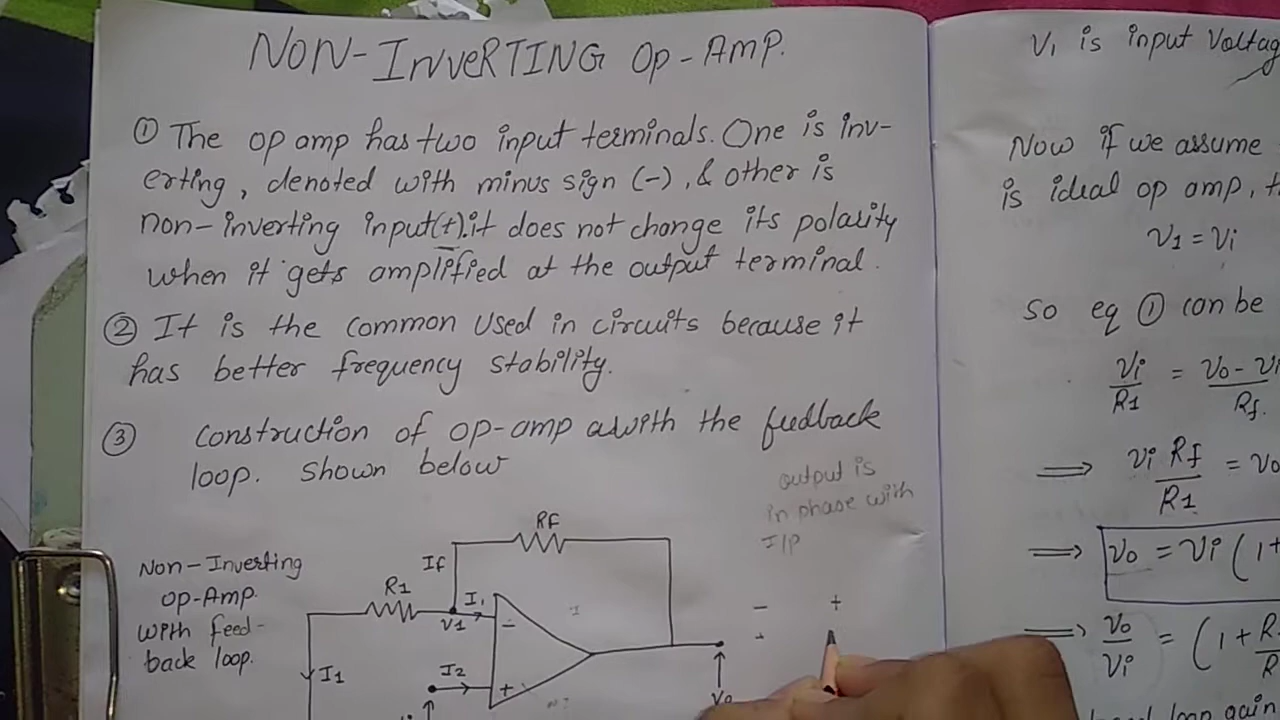 NON-INVERTING Op-AMP.
① The op amp has two input terminals. One is inv-
erting, denoted with minus sign (-), & other is
non-inverting input(+). it does not change its polarity
when it gets amplified at the output terminal.
② It is the common used in circuits because it
has better frequency stability.
③ construction of op-amp with the feedback
loop. shown below
output is
in phase with
I/P
Non-Inverting
Op-Amp
with feed-
back loop.
RF
If
R1
I1
V1
-
I1
I2
+
Vo
- +
+
V1 is input Voltag
Now if we assume
is ideal op amp, t
V1 = Vi
so eq ① can be
Vi/R1 = Vo - Vi/Rf.
⟹ Vi Rf/R1 = Vo
⟹ Vo = Vi (1+
⟹ Vo/Vi = (1 + R
loop gain